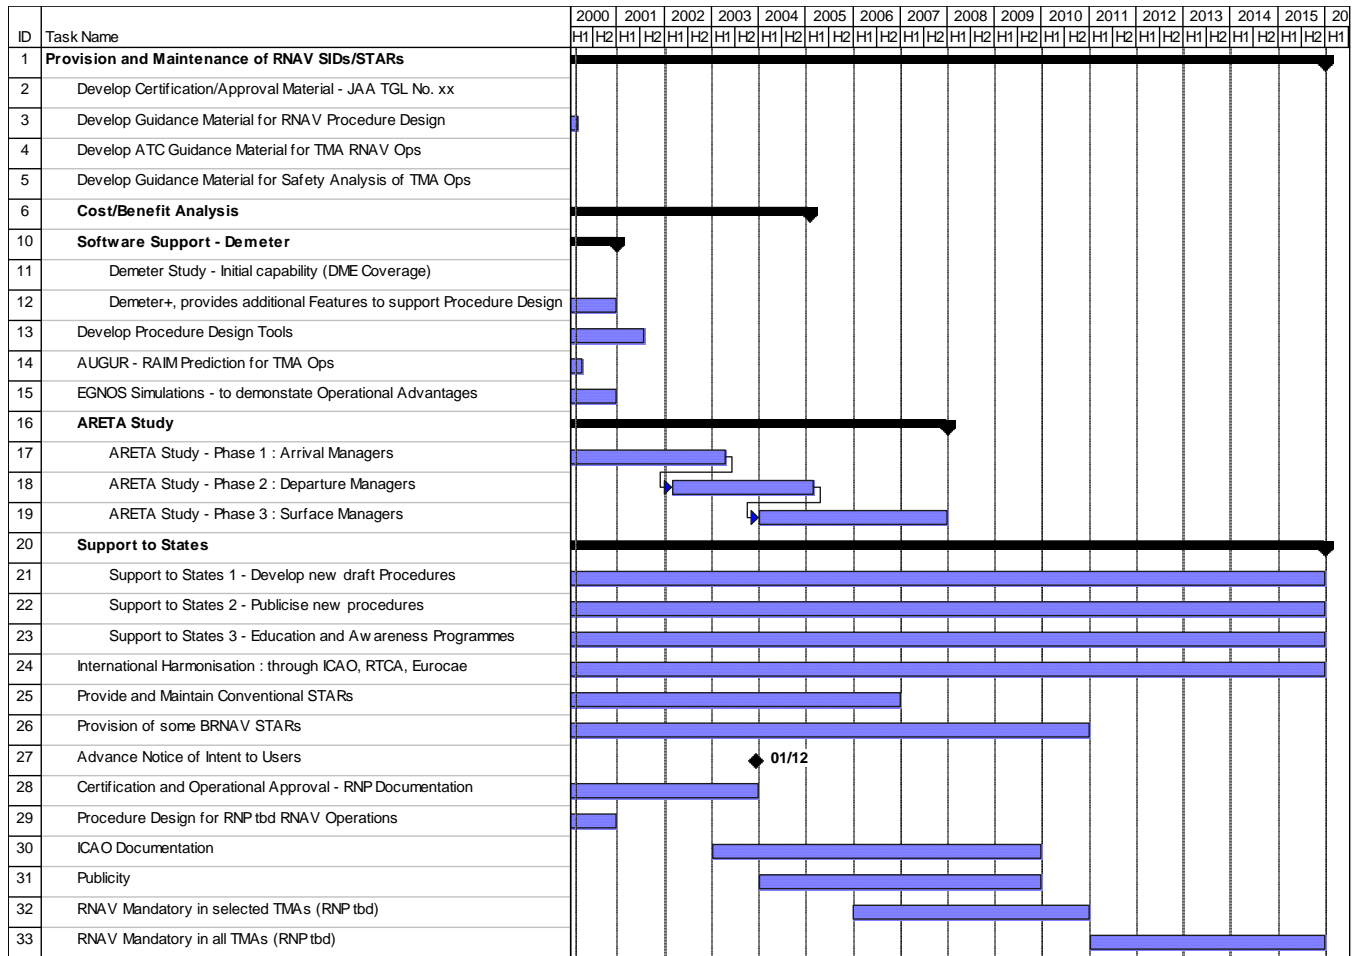 2000 2001 2002 2003 2004 2005 2006 2007 2008 2009 2010 2011 2012 2013 2014 2015 20
ID Task Name H1 H2 H1 H2 H1 H2 H1 H2 H1 H2 H1 H2 H1 H2 H1 H2 H1 H2 H1 H2 H1 H2 H1 H2 H1 H2 H1 H2 H1 H2 H1 H2 H1
1 Provision and Maintenance of RNAV SIDs/STARs
2 Develop Certification/Approval Material - JAA TGL No. xx
3 Develop Guidance Material for RNAV Procedure Design
4 Develop ATC Guidance Material for TMA RNAV Ops
5 Develop Guidance Material for Safety Analysis of TMA Ops
6 Cost/Benefit Analysis
10 Software Support - Demeter
11 Demeter Study - Initial capability (DME Coverage)
12 Demeter+, provides additional Features to support Procedure Design
13 Develop Procedure Design Tools
14 AUGUR - RAIM Prediction for TMA Ops
15 EGNOS Simulations - to demonstate Operational Advantages
16 ARETA Study
17 ARETA Study - Phase 1 : Arrival Managers
18 ARETA Study - Phase 2 : Departure Managers
19 ARETA Study - Phase 3 : Surface Managers
20 Support to States
21 Support to States 1 - Develop new draft Procedures
22 Support to States 2 - Publicise new procedures
23 Support to States 3 - Education and Awareness Programmes
24 International Harmonisation : through ICAO, RTCA, Eurocae
25 Provide and Maintain Conventional STARs
26 Provision of some BRNAV STARs
27 Advance Notice of Intent to Users 01/12
28 Certification and Operational Approval - RNP Documentation
29 Procedure Design for RNP tbd RNAV Operations
30 ICAO Documentation
31 Publicity
32 RNAV Mandatory in selected TMAs (RNP tbd)
33 RNAV Mandatory in all TMAs (RNP tbd)